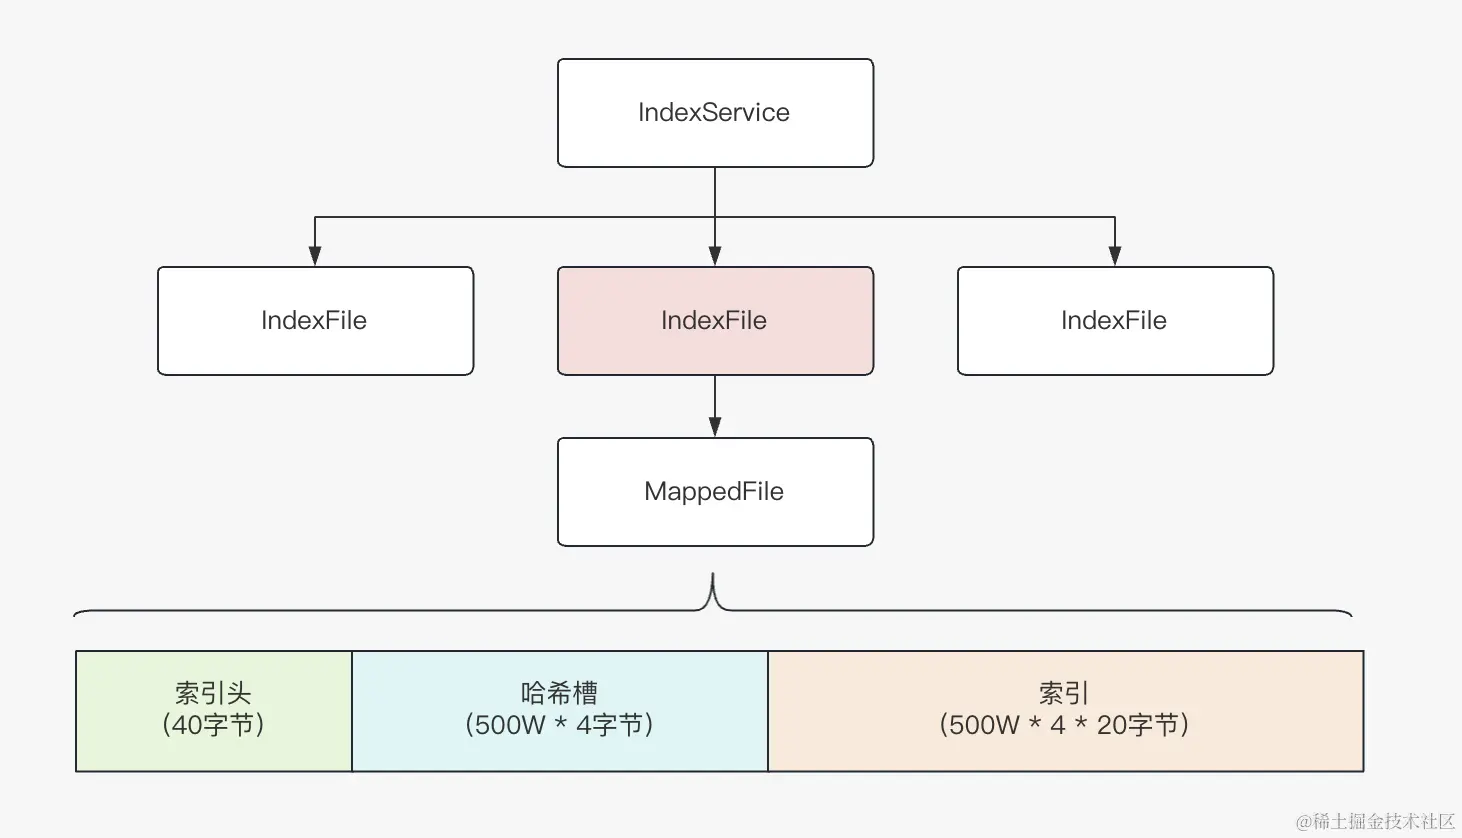 IndexService
IndexFile
IndexFile
IndexFile
MappedFile
索引头
(40字节)
哈希槽
(500W * 4字节)
索引
(500W * 4 * 20字节)
@稀土掘金技术社区